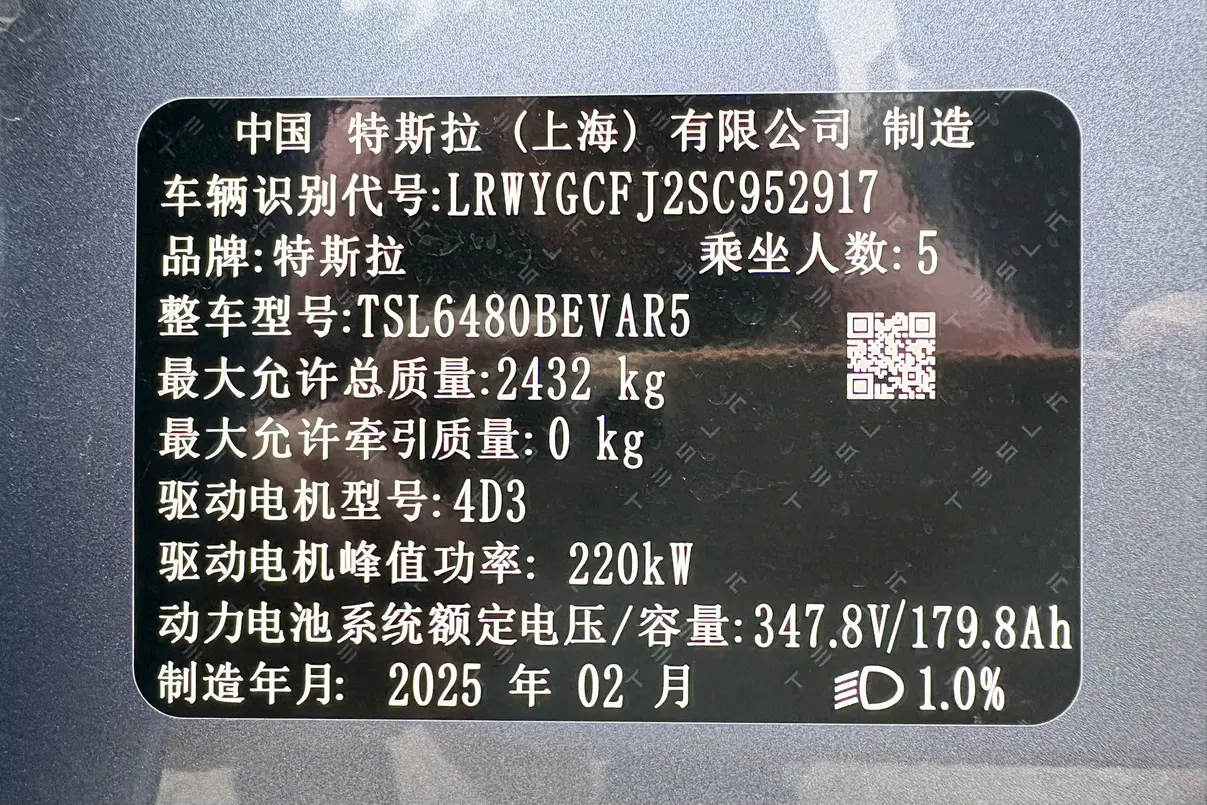 中国 特斯拉 (上海) 有限公司 制造
车辆识别代号:LRWYGCFJ2SC952917
品牌:特斯拉 乘坐人数:5
整车型号:TSL6480BEVAR5
最大允许总质量:2432 kg
最大允许牵引质量:0 kg
驱动电机型号:4D3
驱动电机峰值功率: 220kW
动力电池系统额定电压/容量:347.8V/179.8Ah
制造年月: 2025 年 02 月 1.0%
TESLA